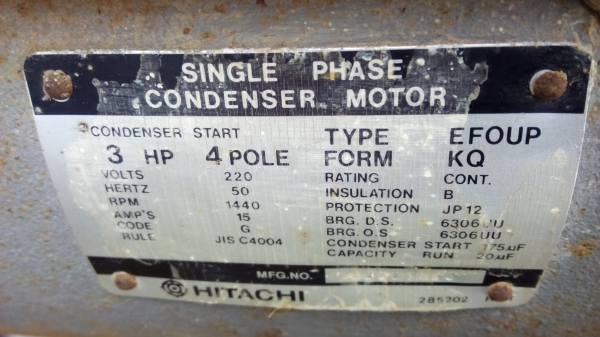 SINGLE PHASE
CONDENSER MOTOR
CONDENSER START
3 HP 4 POLE
VOLTS 220
HERTZ 50
RPM 1440
AMP'S 15
CODE G
RULE JIS C4004
TYPE EFOUP
FORM KQ
RATING CONT.
INSULATION B
PROTECTION JP12
BRG. D.S. 6306UU
BRG. O.S 6306UU
CONDENSER START 175µF
CAPACITY RUN 20µF
MFG.NO.
HITACHI
285202